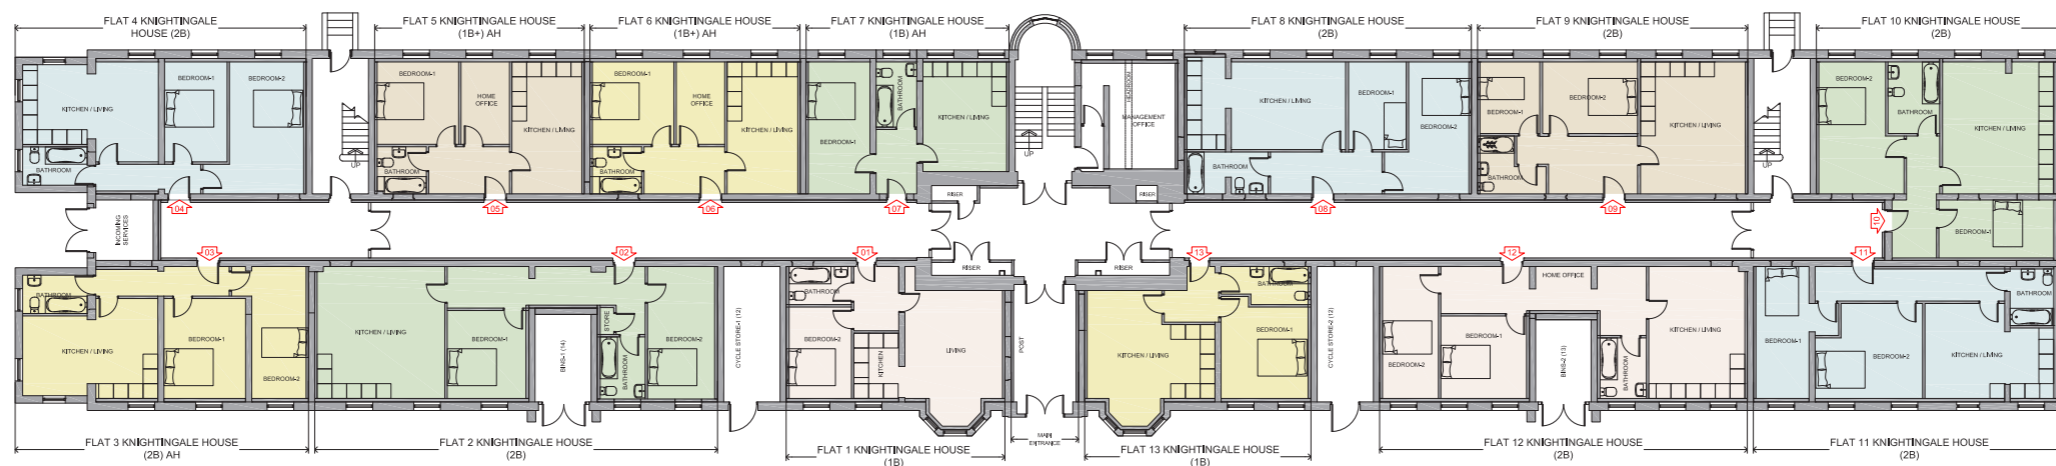 FLAT 4 KNIGHTINGALE
HOUSE (2B)
FLAT 5 KNIGHTINGALE HOUSE
(1B+) AH
FLAT 6 KNIGHTINGALE HOUSE
(1B+) AH
FLAT 7 KNIGHTINGALE HOUSE
(1B) AH
FLAT 8 KNIGHTINGALE HOUSE
(2B)
FLAT 9 KNIGHTINGALE HOUSE
(2B)
FLAT 10 KNIGHTINGALE HOUSE
(2B)
KITCHEN / LIVING
BEDROOM-1
BEDROOM-2
BATHROOM
UP
BEDROOM-1
HOME
OFFICE
KITCHEN / LIVING
BATHROOM
BEDROOM-1
HOME
OFFICE
KITCHEN / LIVING
BATHROOM
BEDROOM-1
BATHROOM
KITCHEN / LIVING
UP
HEADROOM
MANAGEMENT
OFFICE
KITCHEN / LIVING
BEDROOM-1
BEDROOM-2
BATHROOM
BEDROOM-1
BEDROOM-2
KITCHEN / LIVING
BATHROOM
UP
BEDROOM-2
BATHROOM
KITCHEN / LIVING
BEDROOM-1
RISER
RISER
04
05
06
07
08
09
10
INCOMING
SERVICES
03
02
01
RISER
RISER
13
12
11
BATHROOM
KITCHEN / LIVING
BEDROOM-1
BEDROOM-2
KITCHEN / LIVING
BEDROOM-1
BINS-1 (14)
STORE
BATHROOM
BEDROOM-2
CYCLE STORE-1 (12)
BATHROOM
BEDROOM-2
KITCHEN
LIVING
POST
MAIN
ENTRANCE
KITCHEN / LIVING
BATHROOM
BEDROOM-1
CYCLE STORE-2 (12)
BEDROOM-2
BEDROOM-1
HOME OFFICE
BINS-2 (13)
BATHROOM
KITCHEN / LIVING
BEDROOM-1
BEDROOM-2
KITCHEN / LIVING
BATHROOM
FLAT 3 KNIGHTINGALE HOUSE
(2B) AH
FLAT 2 KNIGHTINGALE HOUSE
(2B)
FLAT 1 KNIGHTINGALE HOUSE
(1B)
FLAT 13 KNIGHTINGALE HOUSE
(1B)
FLAT 12 KNIGHTINGALE HOUSE
(2B)
FLAT 11 KNIGHTINGALE HOUSE
(2B)